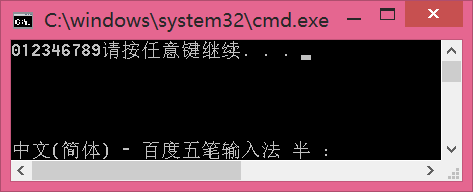 C:\windows\system32\cmd.exe
012346789请按任意键继续. . .
中文(简体) - 百度五笔输入法 半 :